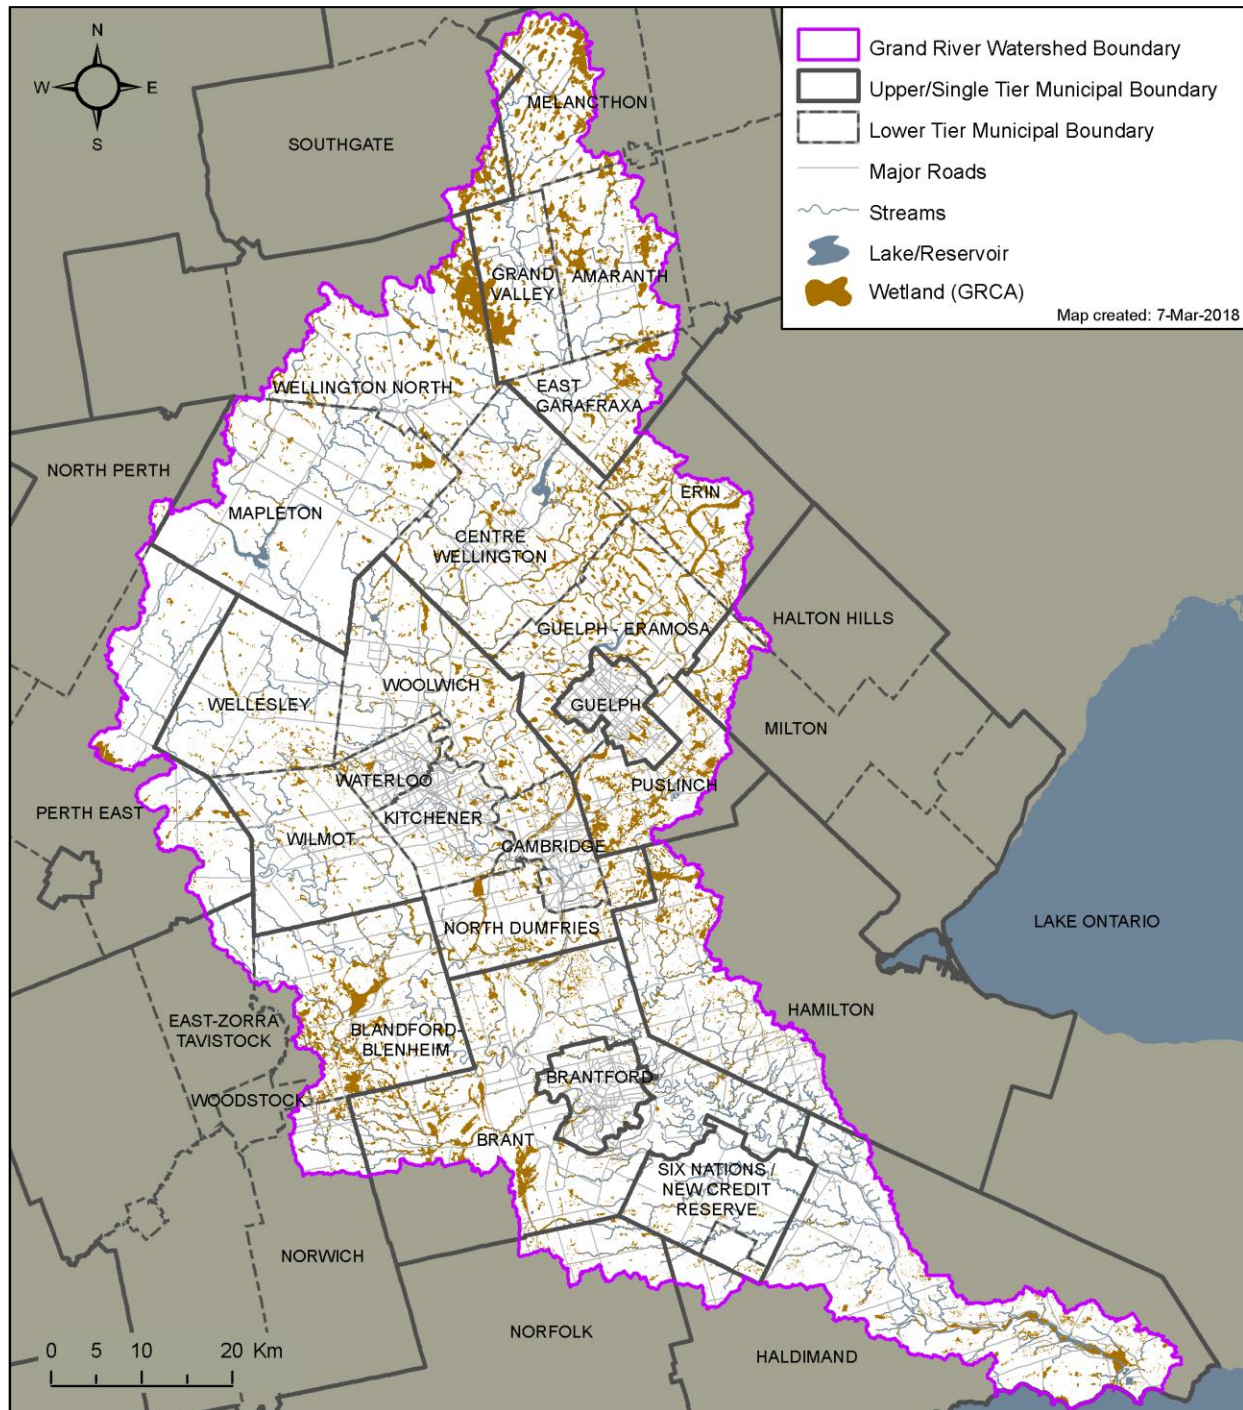 N
W
E
S
Grand River Watershed Boundary
Upper/Single Tier Municipal Boundary
Lower Tier Municipal Boundary
Major Roads
Streams
Lake/Reservoir
Wetland (GRCA)
Map created: 7-Mar-2018
MELANCTHON
SOUTHGATE
GRAND
VALLEY
AMARANTH
WELLINGTON NORTH
EAST
GARAFRAXA
NORTH PERTH
ERIN
MAPLETON
CENTRE
WELLINGTON
HALTON HILLS
GUELPH - ERAMOSA
WOOLWICH
WELLESLEY
GUELPH
MILTON
WATERLOO
PUSLINCH
PERTH EAST
KITCHENER
WILMOT
CAMBRIDGE
LAKE ONTARIO
NORTH DUMFRIES
HAMILTON
EAST-ZORRA
TAVISTOCK
BLANDFORD-
BLENHEIM
BRANTFORD
WOODSTOCK
BRANT
SIX NATIONS /
NEW CREDIT
RESERVE
NORWICH
NORFOLK
HALDIMAND
0 5 10 20 Km